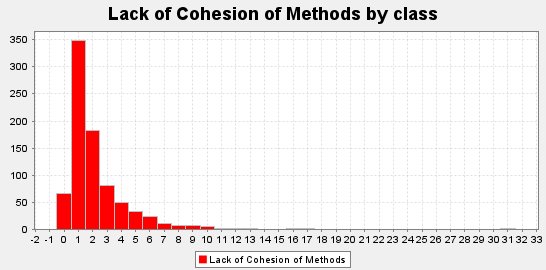 Lack of Cohesion of Methods by class
350
300
250
200
150
100
50
0
-2 -1 0 1 2 3 4 5 6 7 8 9 10 11 12 13 14 15 16 17 18 19 20 21 22 23 24 25 26 27 28 29 30 31 32 33
Lack of Cohesion of Methods